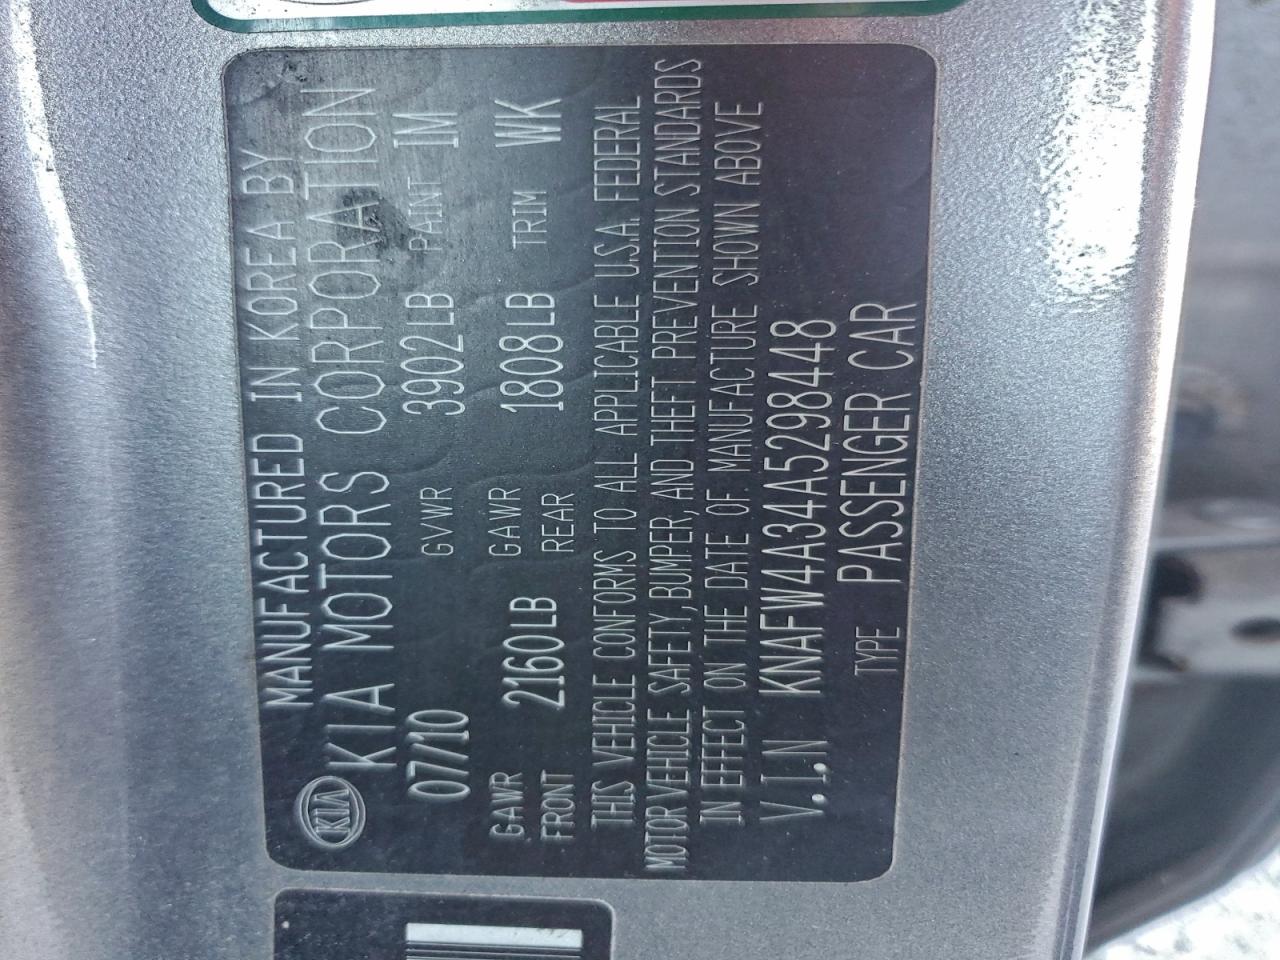 MANUFACTURED IN KOREA BY
KIA KIA MOTORS CORPORATION
07/10 GVWR 3902LB PAINT 1M
GAWR FRONT 2160LB GAWR REAR 1808LB TRIM WK
THIS VEHICLE CONFORMS TO ALL APPLICABLE U.S.A. FEDERAL
MOTOR VEHICLE SAFETY, BUMPER, AND THEFT PREVENTION STANDARDS
IN EFFECT ON THE DATE OF MANUFACTURE SHOWN ABOVE
V.I.N KNAFW4A34A5298448
TYPE PASSENGER CAR